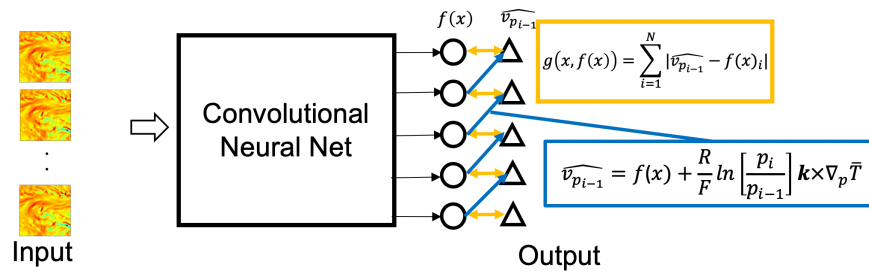 f(x)
\widehat{v_{p_{i-1}}}
g(x, f(x)) = \sum_{i=1}^{N} |\widehat{v_{p_{i-1}}} - f(x)_i|
Convolutional
Neural Net
⋮
\widehat{v_{p_{i-1}}} = f(x) + \frac{R}{F} ln \left[\frac{p_i}{p_{i-1}}\right] \boldsymbol{k} \times \nabla_p \bar{T}
Input
Output